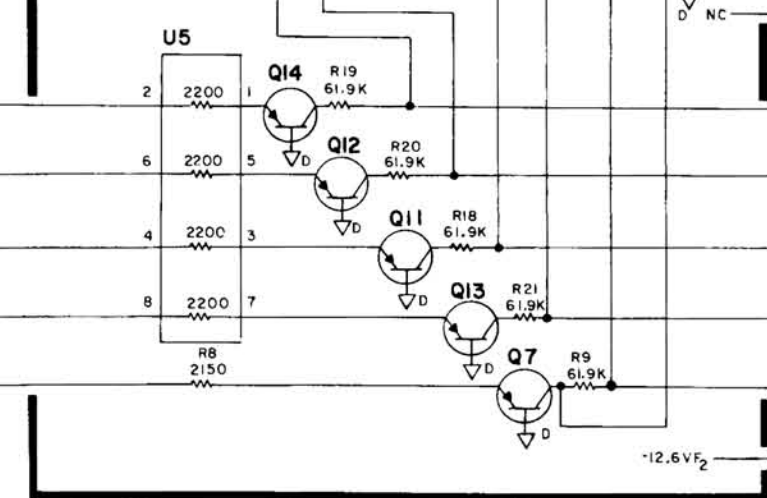 D NC
U5
2 2200 1 Q14 R19 61.9K
D
6 2200 5 Q12 R20 61.9K
D
4 2200 3 Q11 R18 61.9K
D
8 2200 7 Q13 R21 61.9K
D
R8 2150
Q7 R9 61.9K
D
-12.6VF2